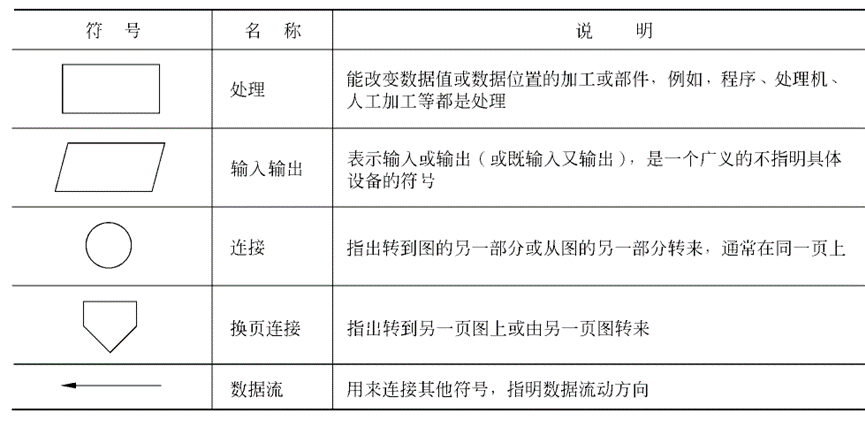 符号 名称 说明
处理 能改变数据值或数据位置的加工或部件，例如，程序、处理机、
人工加工等都是处理
输入输出 表示输入或输出（或既输入又输出），是一个广义的不指明具体
设备的符号
连接 指出转到图的另一部分或从图的另一部分转来，通常在同一页上
换页连接 指出转到另一页图上或由另一页图转来
数据流 用来连接其他符号，指明数据流动方向